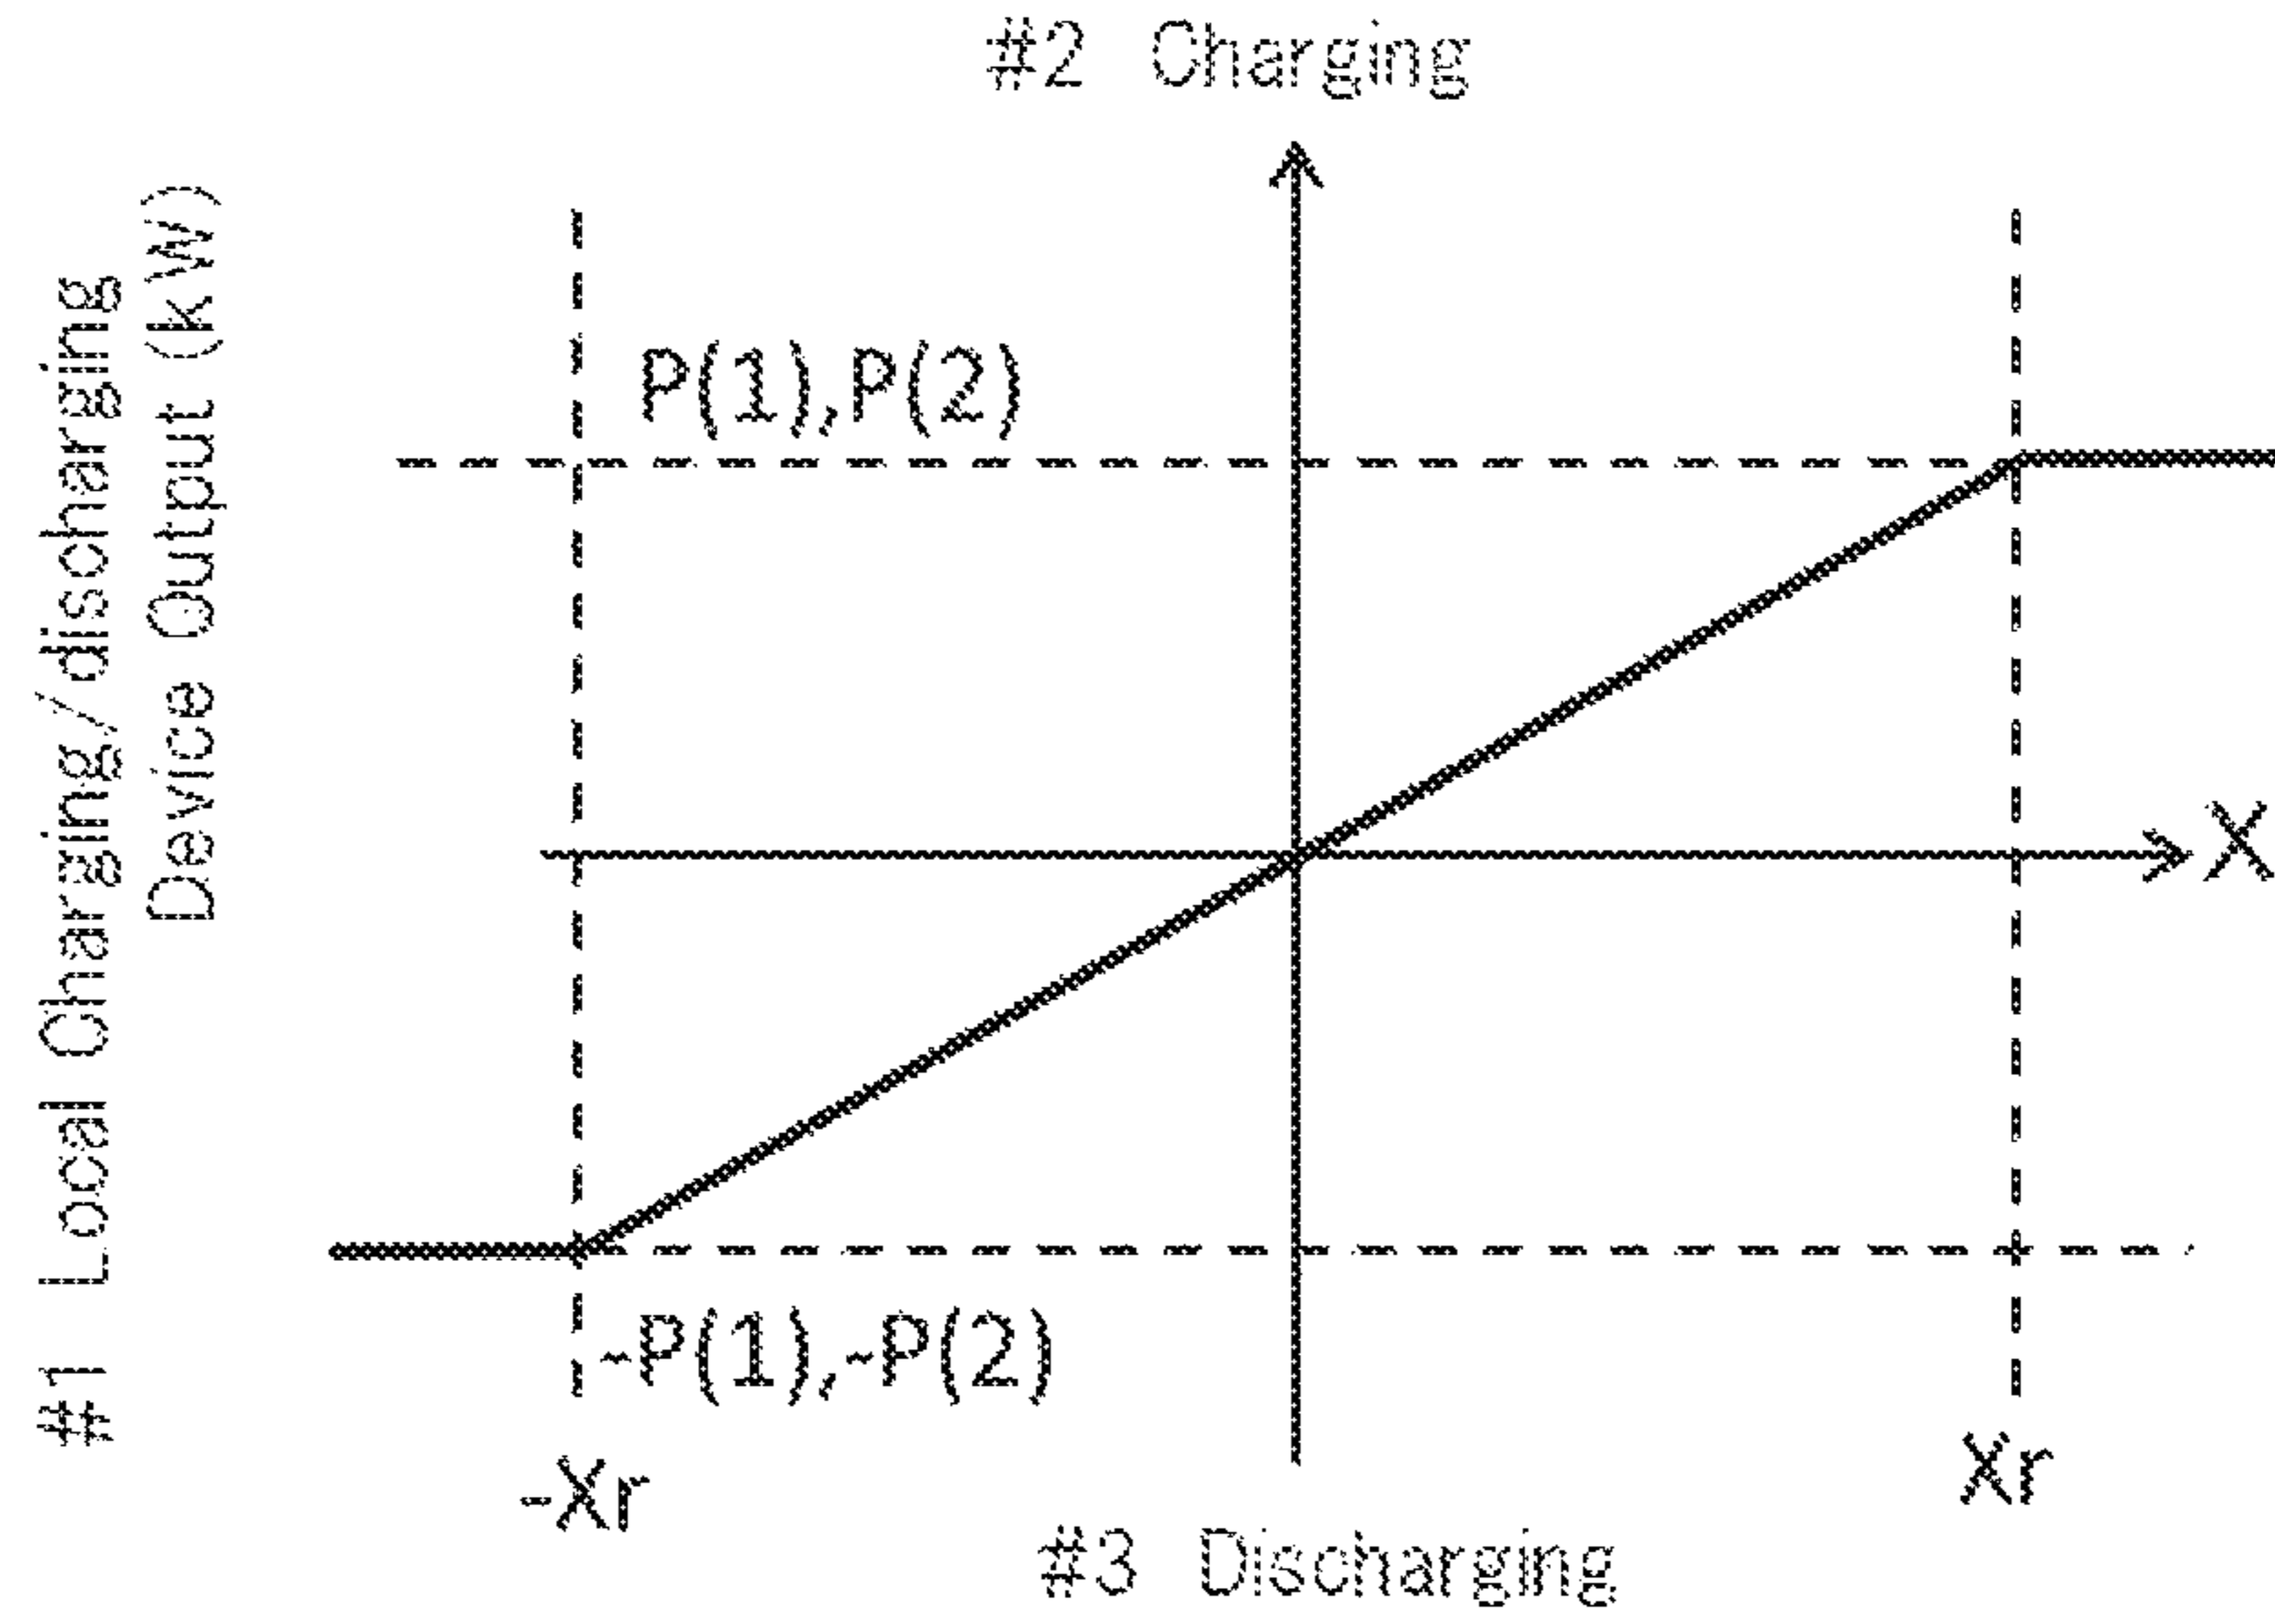 #2 Charging
#1 Local Charging/discharging
Device Output (kW)
P(1),P(2)
X
-P(1),-P(2)
-Xr
Xr
#3 Discharging